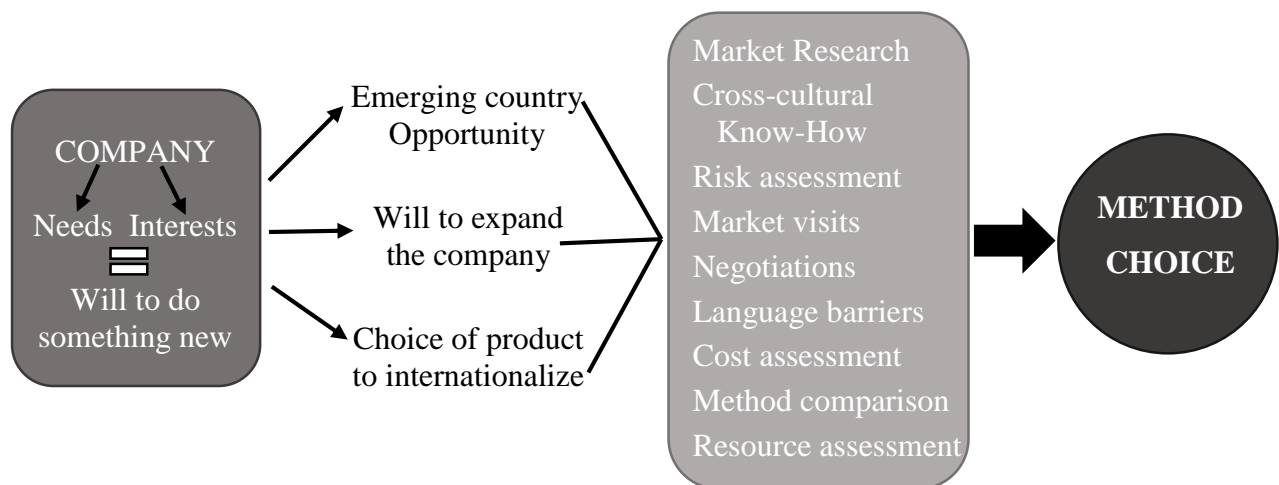 COMPANY
Needs Interests
Will to do
something new
Emerging country
Opportunity
Will to expand
the company
Choice of product
to internationalize
Market Research
Cross-cultural
Know-How
Risk assessment
Market visits
Negotiations
Language barriers
Cost assessment
Method comparison
Resource assessment
METHOD
CHOICE